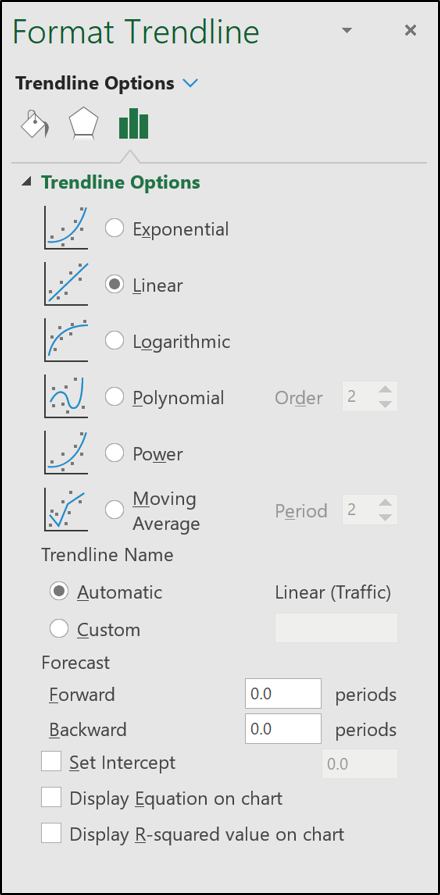 Format Trendline
Trendline Options
Trendline Options
Exponential
Linear
Logarithmic
Polynomial Order 2
Power
Moving
Average Period 2
Trendline Name
Automatic Linear (Traffic)
Custom
Forecast
Forward 0.0 periods
Backward 0.0 periods
Set Intercept 0.0
Display Equation on chart
Display R-squared value on chart